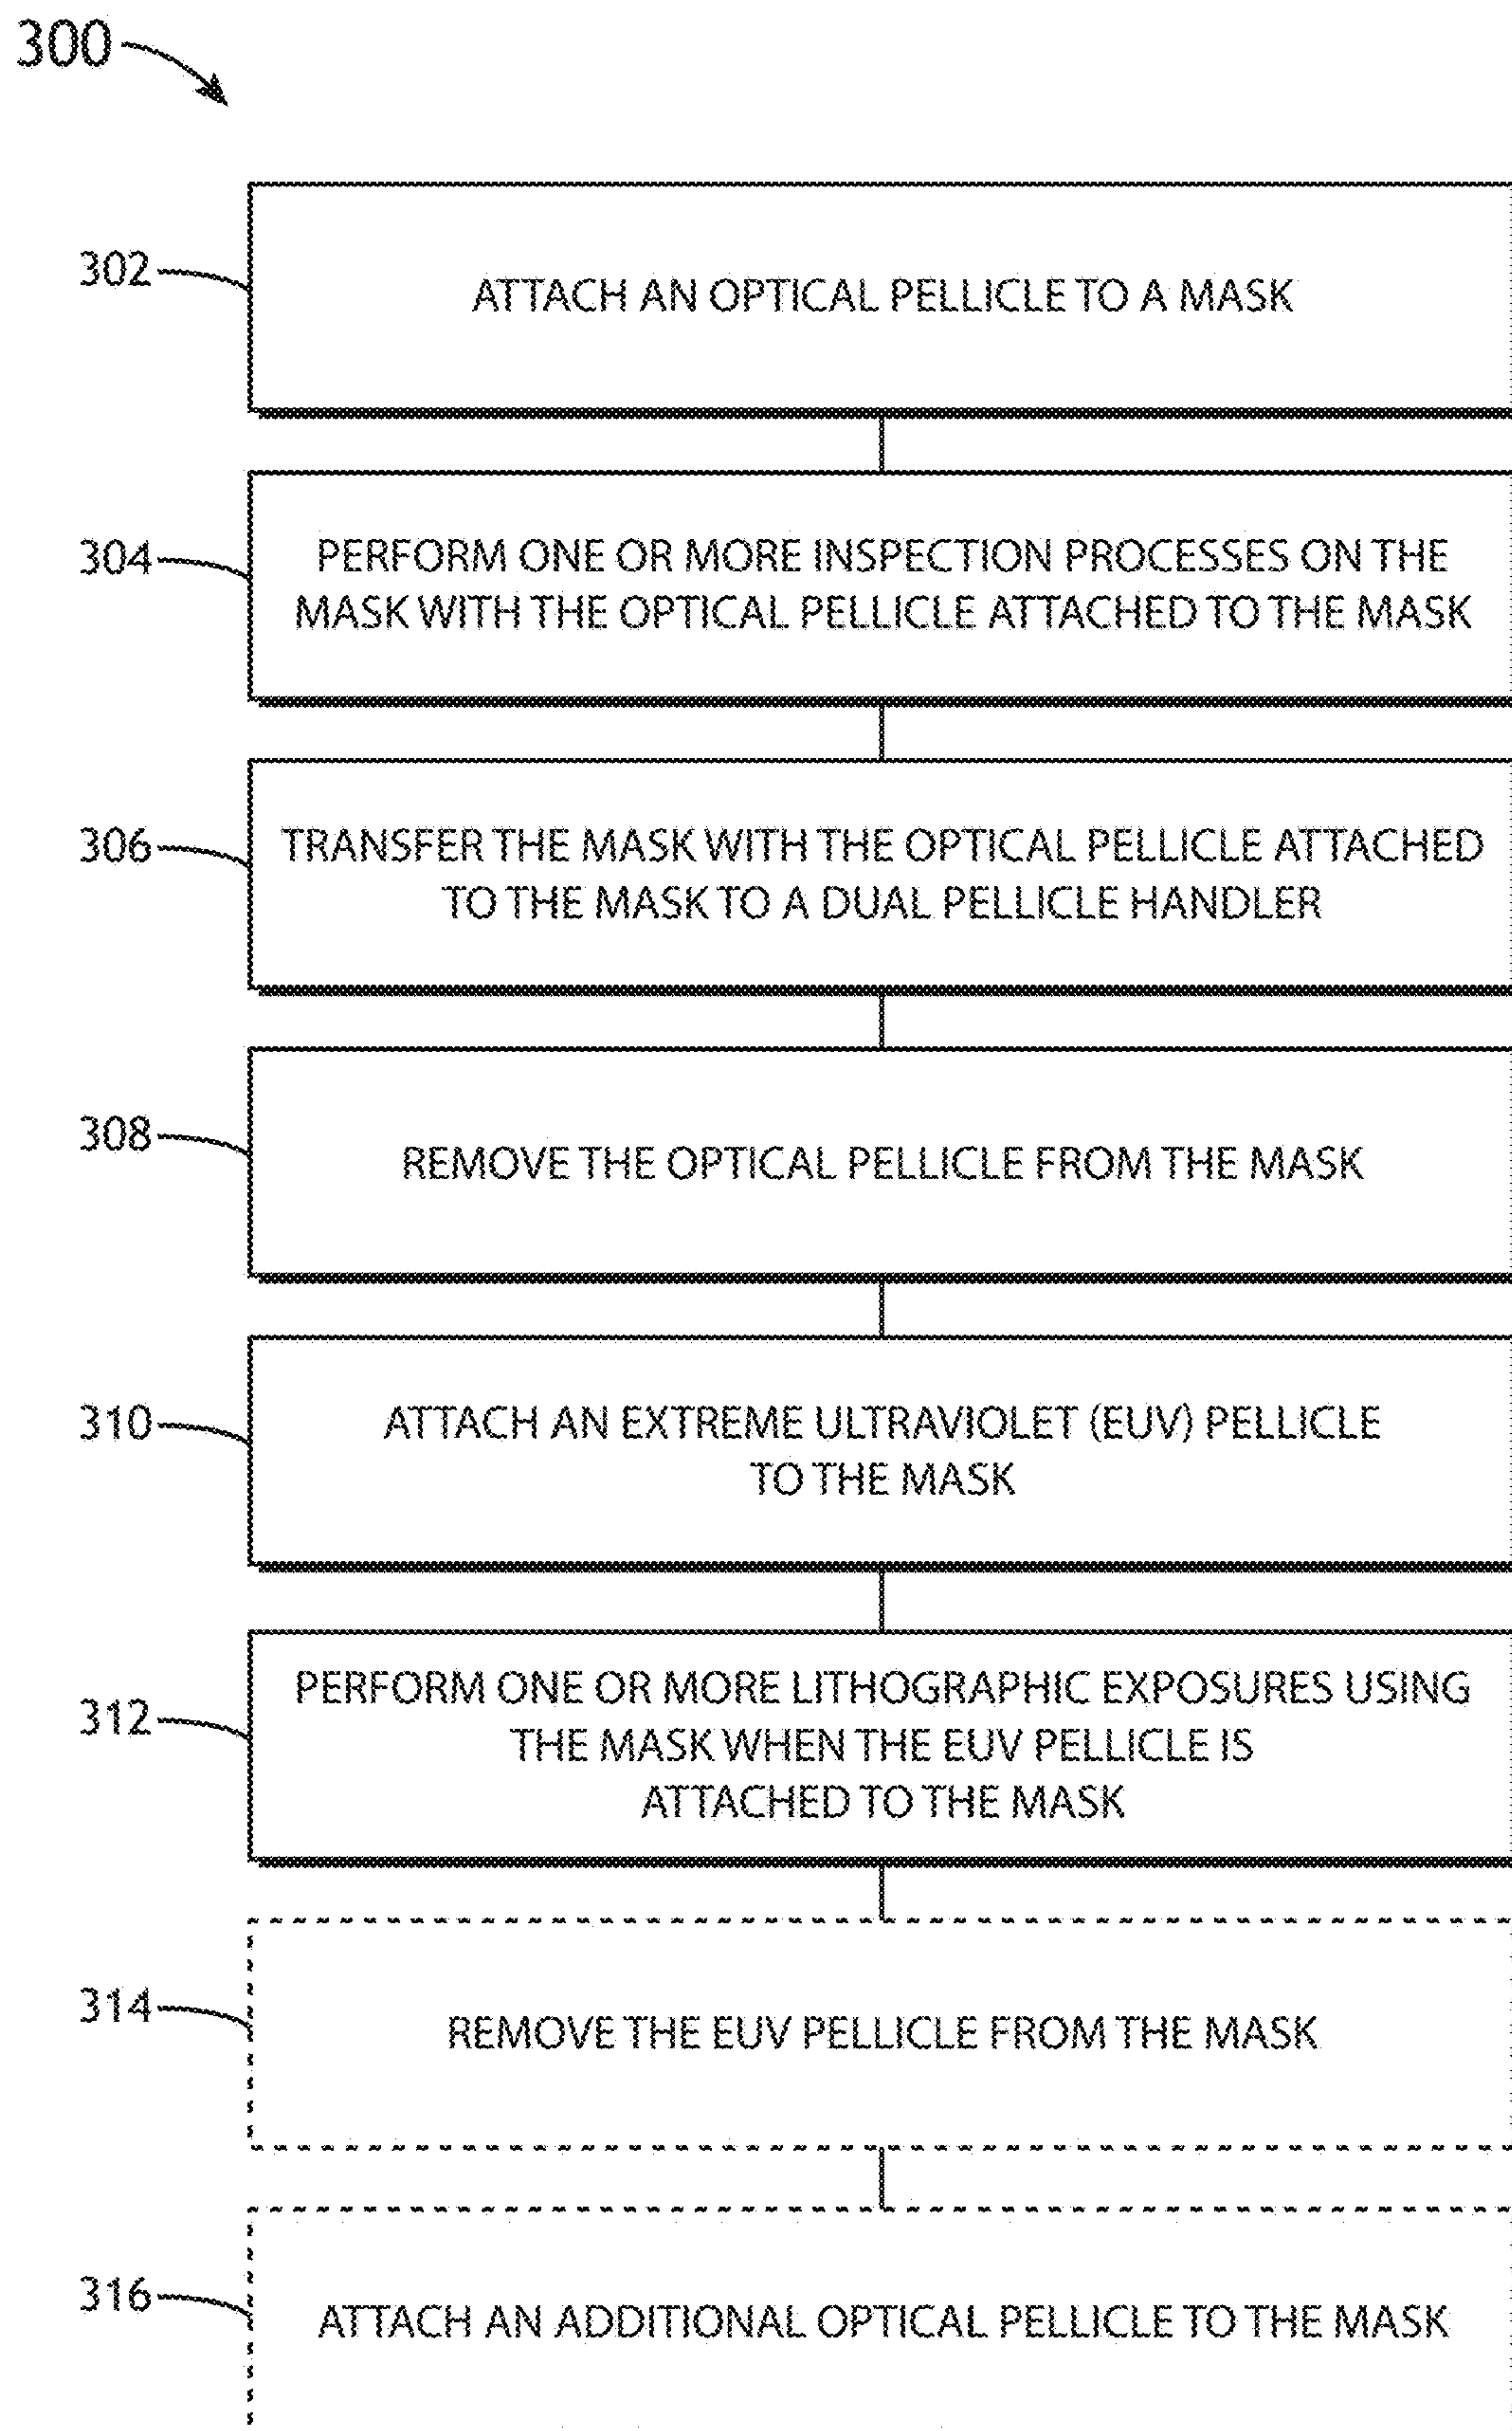 300
302
ATTACH AN OPTICAL PELLICLE TO A MASK
304
PERFORM ONE OR MORE INSPECTION PROCESSES ON THE
MASK WITH THE OPTICAL PELLICLE ATTACHED TO THE MASK
306
TRANSFER THE MASK WITH THE OPTICAL PELLICLE ATTACHED
TO THE MASK TO A DUAL PELLICLE HANDLER
308
REMOVE THE OPTICAL PELLICLE FROM THE MASK
310
ATTACH AN EXTREME ULTRAVIOLET (EUV) PELLICLE
TO THE MASK
312
PERFORM ONE OR MORE LITHOGRAPHIC EXPOSURES USING
THE MASK WHEN THE EUV PELLICLE IS
ATTACHED TO THE MASK
314
REMOVE THE EUV PELLICLE FROM THE MASK
316
ATTACH AN ADDITIONAL OPTICAL PELLICLE TO THE MASK